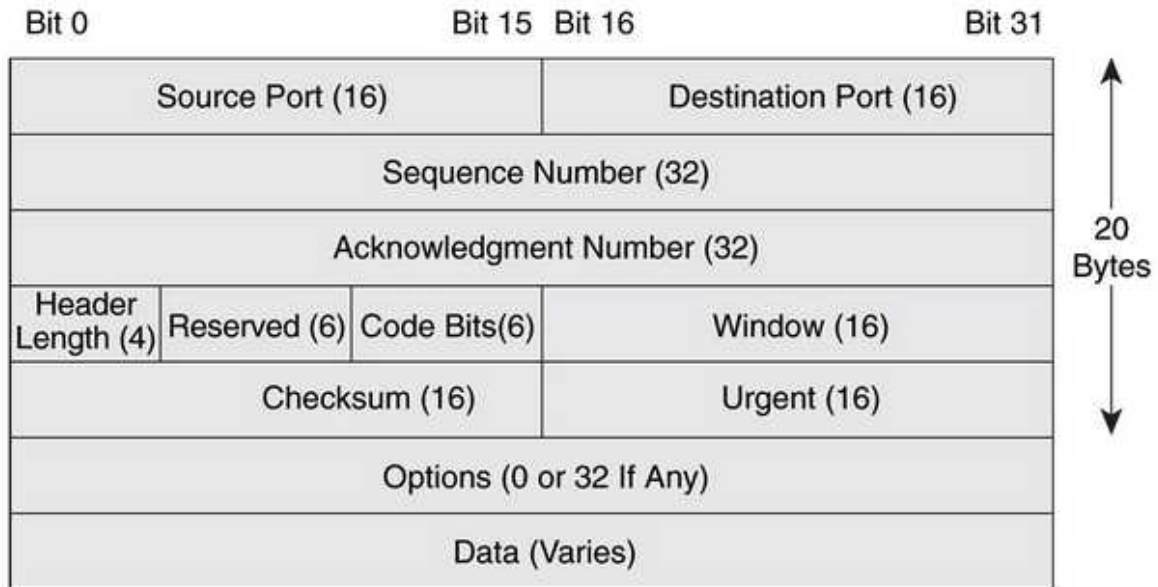 Bit 0 Bit 15 Bit 16 Bit 31
Source Port (16) Destination Port (16)
Sequence Number (32)
Acknowledgment Number (32)
20
Bytes
Header
Length (4) Reserved (6) Code Bits(6) Window (16)
Checksum (16) Urgent (16)
Options (0 or 32 If Any)
Data (Varies)